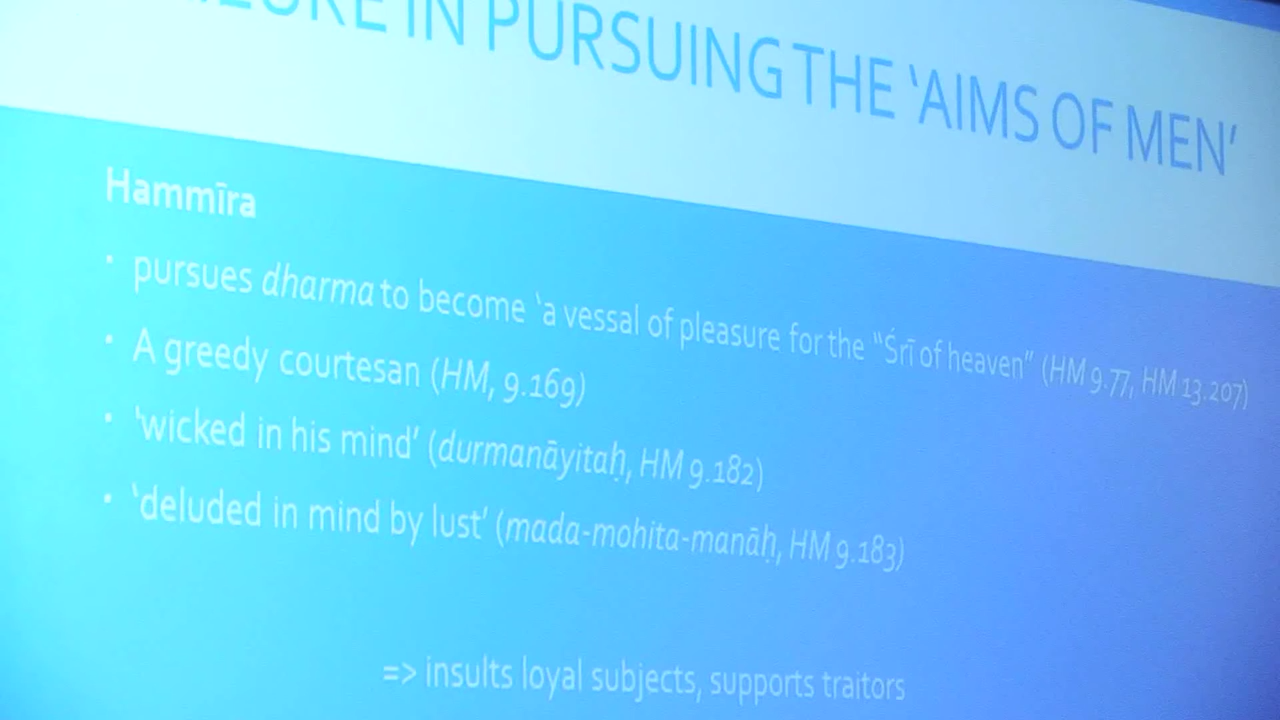 IN PURSUING THE ‘AIMS OF MEN’
Hammīra
• pursues dharma to become ‘a vessal of pleasure for the “Śrī of heaven” (HM 9.77, HM 13.207)
• A greedy courtesan (HM, 9.169)
• ‘wicked in his mind’ (durmanāyitaḥ, HM 9.182)
• ‘deluded in mind by lust’ (mada-mohita-manāḥ, HM 9.183)
=> insults loyal subjects, supports traitors